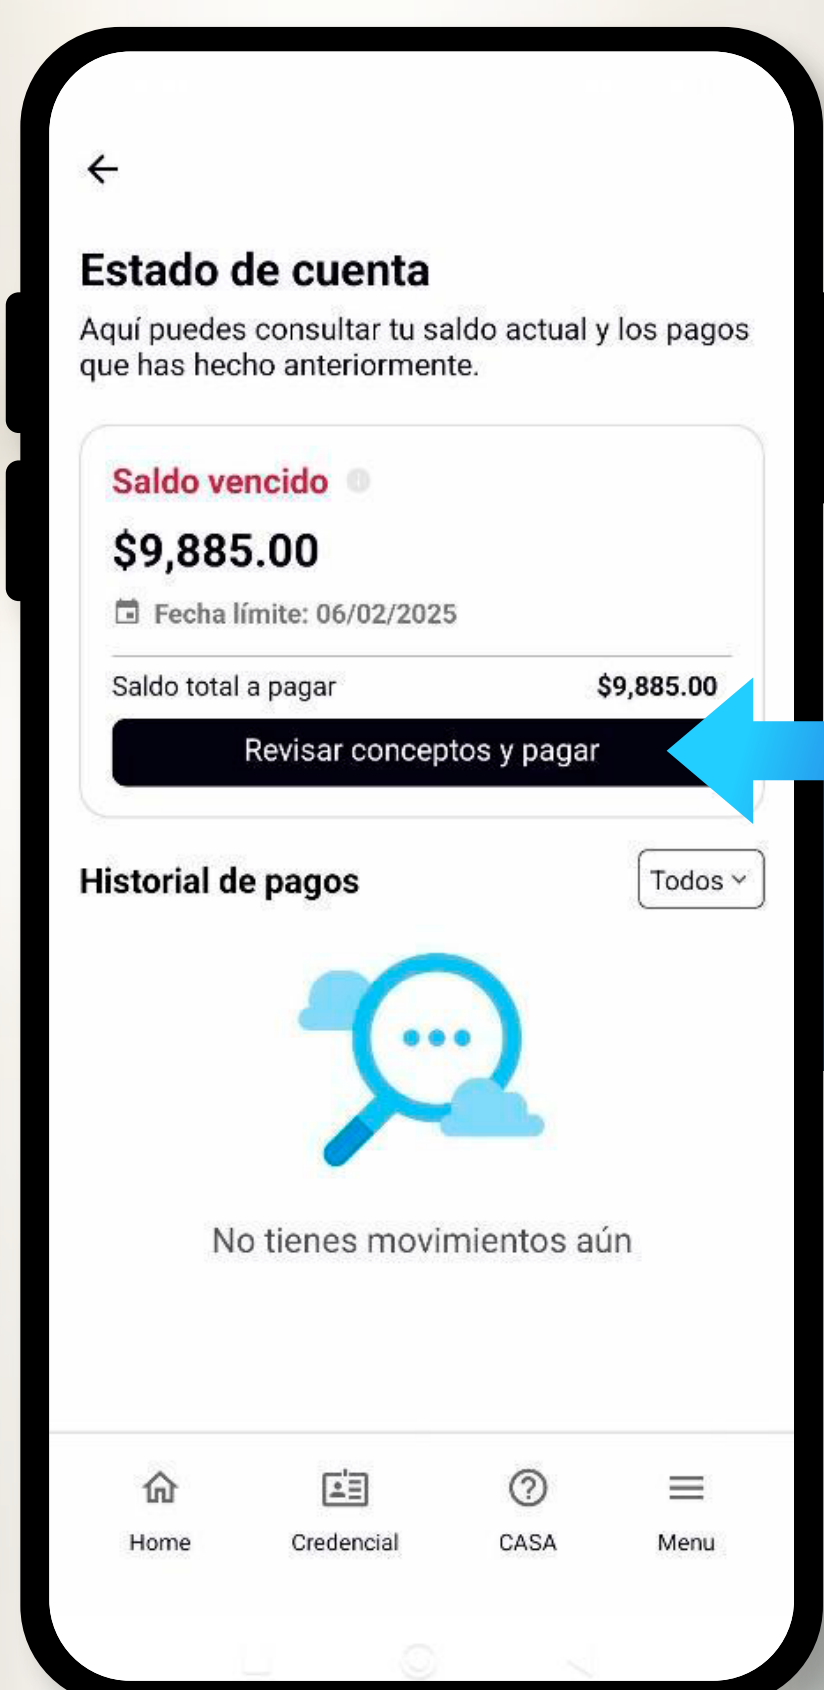 Estado de cuenta
Aquí puedes consultar tu saldo actual y los pagos
que has hecho anteriormente.
Saldo vencido
$9,885.00
Fecha límite: 06/02/2025
Saldo total a pagar $9,885.00
Revisar conceptos y pagar
Historial de pagos Todos
No tienes movimientos aún
Home Credencial CASA Menu